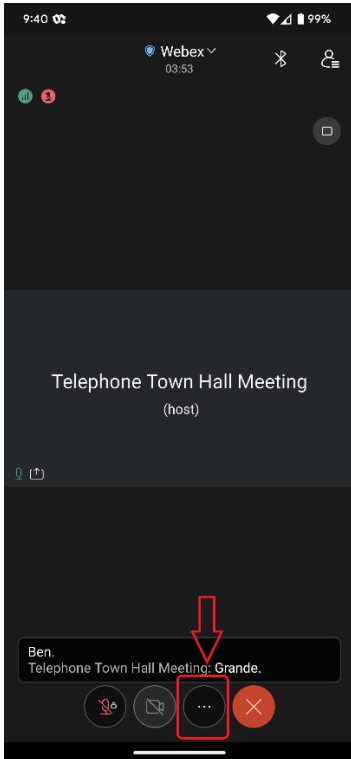 9:40
99%
Webex
03:53
Telephone Town Hall Meeting
(host)
Ben.
Telephone Town Hall Meeting: Grande.